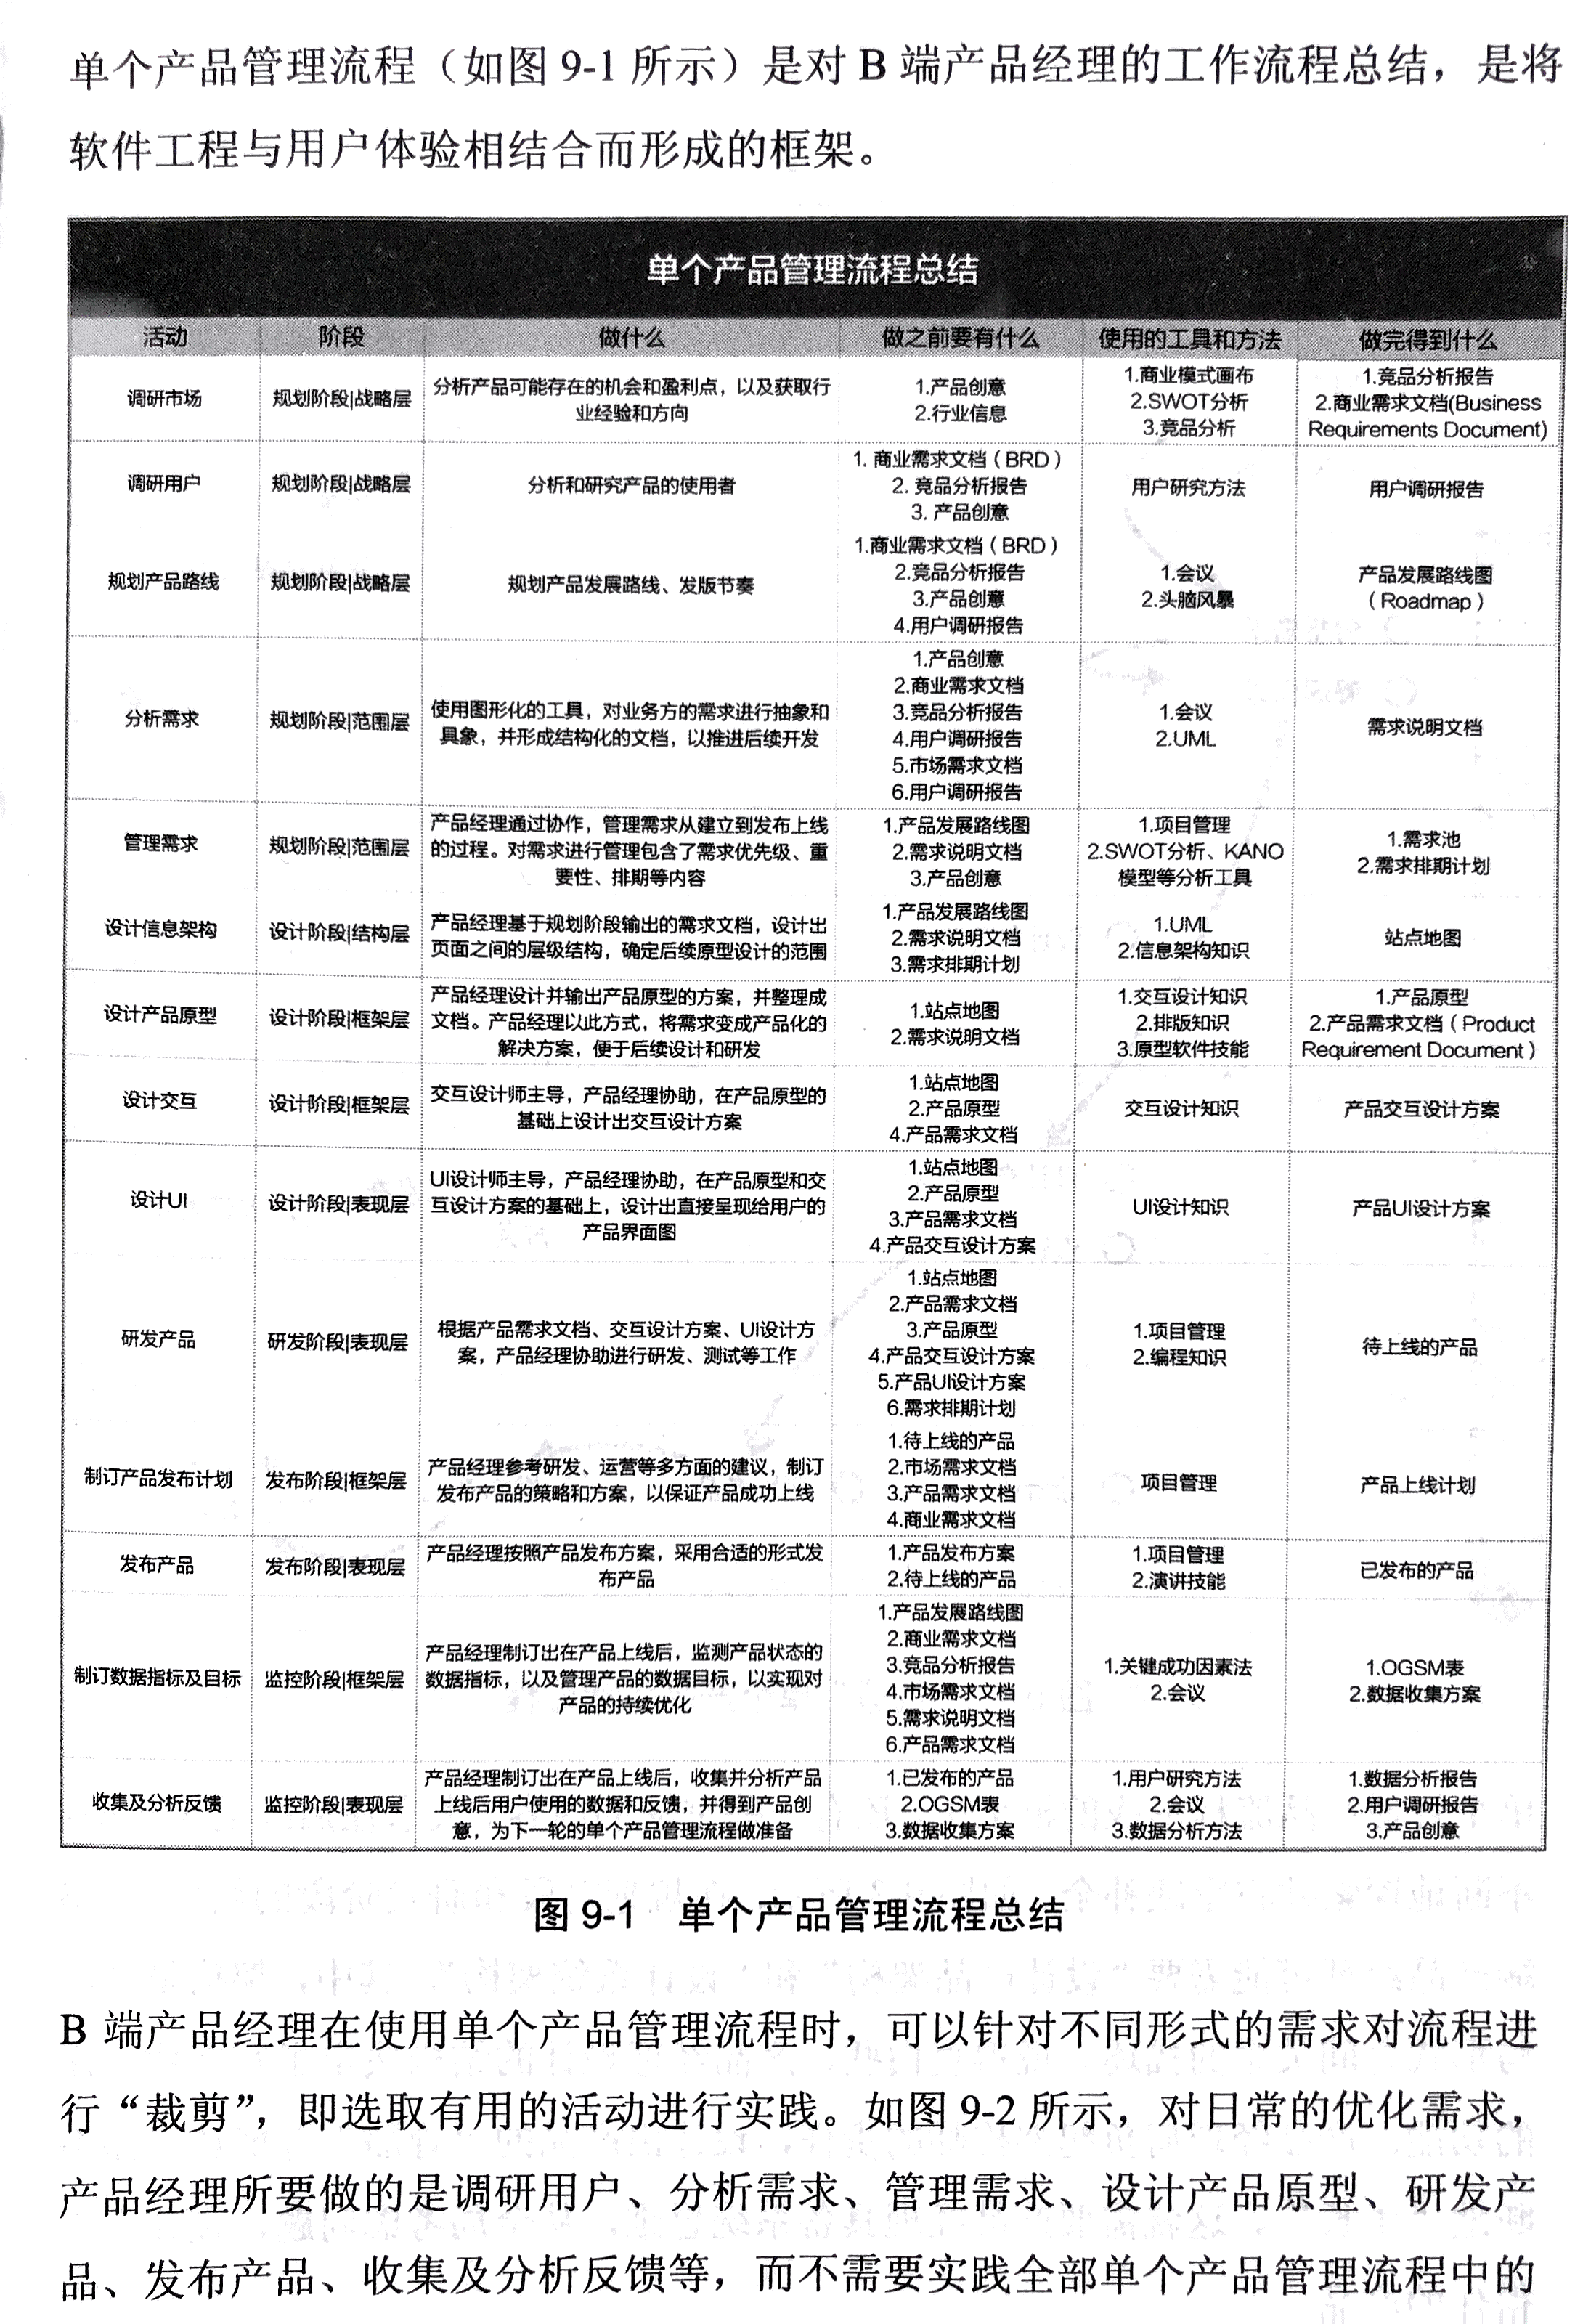 单个产品管理流程（如图 9-1 所示）是对 B 端产品经理的工作流程总结，是将
软件工程与用户体验相结合而形成的框架。
单个产品管理流程总结
活动 阶段 做什么 做之前要有什么 使用的工具和方法 做完得到什么
调研市场
规划阶段|战略层
分析产品可能存在的机会和盈利点，以及获取行
业经验和方向
1.产品创意
2.行业信息
1.商业模式画布
2.SWOT分析
3.竞品分析
1.竞品分析报告
2.商业需求文档(Business
Requirements Document)
调研用户
规划阶段|战略层
分析和研究产品的使用者
1. 商业需求文档（BRD）
2. 竞品分析报告
3. 产品创意
用户研究方法
用户调研报告
规划产品路线
规划阶段|战略层
规划产品发展路线、发版节奏
1.商业需求文档（BRD）
2.竞品分析报告
3.产品创意
4.用户调研报告
1.会议
2.头脑风暴
产品发展路线图
（Roadmap）
分析需求
规划阶段|范围层
使用图形化的工具，对业务方的需求进行抽象和
具象，并形成结构化的文档，以推进后续开发
1.产品创意
2.商业需求文档
3.竞品分析报告
4.用户调研报告
5.市场需求文档
6.用户调研报告
1.会议
2.UML
需求说明文档
管理需求
规划阶段|范围层
产品经理通过协作，管理需求从建立到发布上线
的过程。对需求进行管理包含了需求优先级、重
要性、排期等内容
1.产品发展路线图
2.需求说明文档
3.产品创意
1.项目管理
2.SWOT分析、KANO
模型等分析工具
1.需求池
2.需求排期计划
设计信息架构
设计阶段|结构层
产品经理基于规划阶段输出的需求文档，设计出
页面之间的层级结构，确定后续原型设计的范围
1.产品发展路线图
2.需求说明文档
3.需求排期计划
1.UML
2.信息架构知识
站点地图
设计产品原型
设计阶段|框架层
产品经理设计并输出产品原型的方案，并整理成
文档。产品经理以此方式，将需求变成产品化的
解决方案，便于后续设计和研发
1.站点地图
2.需求说明文档
1.交互设计知识
2.排版知识
3.原型软件技能
1.产品原型
2.产品需求文档（Product
Requirement Document）
设计交互
设计阶段|框架层
交互设计师主导，产品经理协助，在产品原型的
基础上设计出交互设计方案
1.站点地图
2.产品原型
4.产品需求文档
交互设计知识
产品交互设计方案
设计UI
设计阶段|表现层
UI设计师主导，产品经理协助，在产品原型和交
互设计方案的基础上，设计出直接呈现给用户的
产品界面图
1.站点地图
2.产品原型
3.产品需求文档
4.产品交互设计方案
UI设计知识
产品UI设计方案
研发产品
研发阶段|表现层
根据产品需求文档、交互设计方案、UI设计方
案，产品经理协助进行研发、测试等工作
1.站点地图
2.产品需求文档
3.产品原型
4.产品交互设计方案
5.产品UI设计方案
6.需求排期计划
1.项目管理
2.编程知识
待上线的产品
制订产品发布计划
发布阶段|框架层
产品经理参考研发、运营等多方面的建议，制订
发布产品的策略和方案，以保证产品成功上线
1.待上线的产品
2.市场需求文档
3.产品需求文档
4.商业需求文档
项目管理
产品上线计划
发布产品
发布阶段|表现层
产品经理按照产品发布方案，采用合适的形式发
布产品
1.产品发布方案
2.待上线的产品
1.项目管理
2.演讲技能
已发布的产品
制订数据指标及目标
监控阶段|框架层
产品经理制订出在产品上线后，监测产品状态的
数据指标，以及管理产品的数据目标，以实现对
产品的持续优化
1.产品发展路线图
2.商业需求文档
3.竞品分析报告
4.市场需求文档
5.需求说明文档
6.产品需求文档
1.关键成功因素法
2.会议
1.OGSM表
2.数据收集方案
收集及分析反馈
监控阶段|表现层
产品经理制订出在产品上线后，收集并分析产品
上线后用户使用的数据和反馈，并得到产品创
意，为下一轮的单个产品管理流程做准备
1.已发布的产品
2.OGSM表
3.数据收集方案
1.用户研究方法
2.会议
3.数据分析方法
1.数据分析报告
2.用户调研报告
3.产品创意
图 9-1 单个产品管理流程总结
B 端产品经理在使用单个产品管理流程时，可以针对不同形式的需求对流程进
行“裁剪”，即选取有用的活动进行实践。如图 9-2 所示，对日常的优化需求，
产品经理所要做的是调研用户、分析需求、管理需求、设计产品原型、研发产
品、发布产品、收集及分析反馈等，而不需要实践全部单个产品管理流程中的